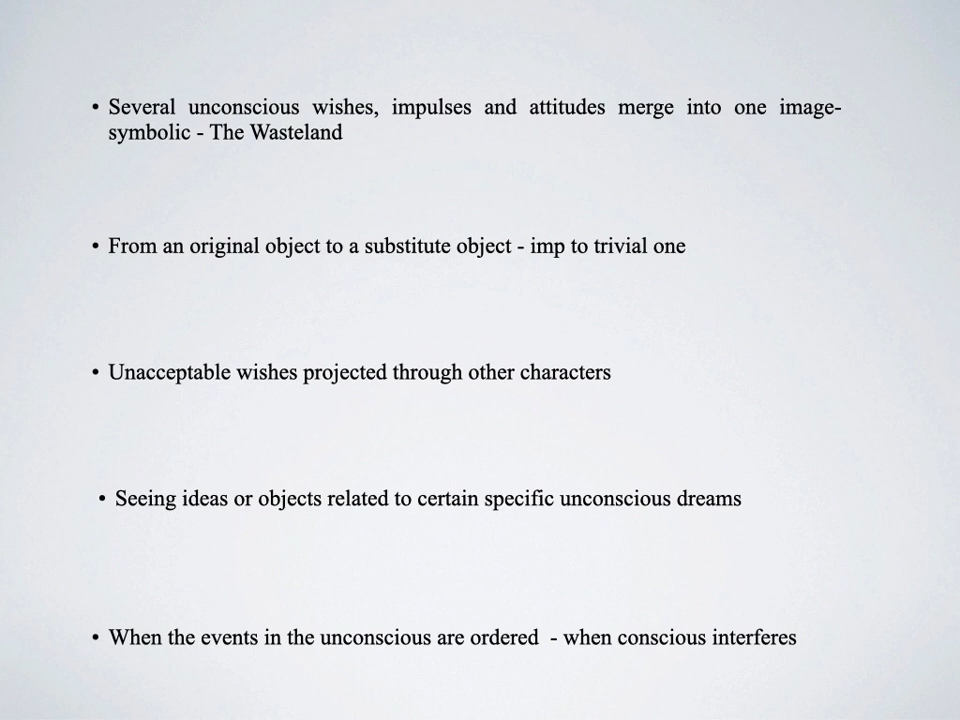 • Several unconscious wishes, impulses and attitudes merge into one image-
symbolic - The Wasteland
• From an original object to a substitute object - imp to trivial one
• Unacceptable wishes projected through other characters
• Seeing ideas or objects related to certain specific unconscious dreams
• When the events in the unconscious are ordered  - when conscious interferes